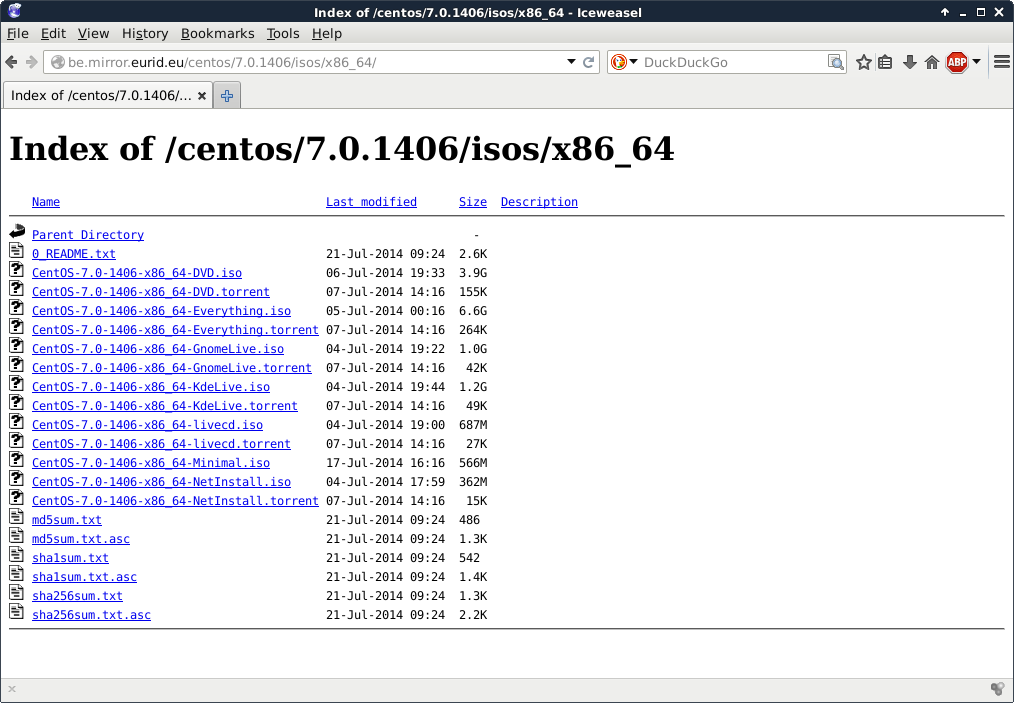 Index of /centos/7.0.1406/isos/x86_64 - Iceweasel
File Edit View History Bookmarks Tools Help
be.mirror.eurid.eu/centos/7.0.1406/isos/x86_64/ DuckDuckGo ABP
Index of /centos/7.0.1406/...
Index of /centos/7.0.1406/isos/x86_64
Name Last modified Size Description
Parent Directory -
0_README.txt 21-Jul-2014 09:24 2.6K
CentOS-7.0-1406-x86_64-DVD.iso 06-Jul-2014 19:33 3.9G
CentOS-7.0-1406-x86_64-DVD.torrent 07-Jul-2014 14:16 155K
CentOS-7.0-1406-x86_64-Everything.iso 05-Jul-2014 00:16 6.6G
CentOS-7.0-1406-x86_64-Everything.torrent 07-Jul-2014 14:16 264K
CentOS-7.0-1406-x86_64-GnomeLive.iso 04-Jul-2014 19:22 1.0G
CentOS-7.0-1406-x86_64-GnomeLive.torrent 07-Jul-2014 14:16 42K
CentOS-7.0-1406-x86_64-KdeLive.iso 04-Jul-2014 19:44 1.2G
CentOS-7.0-1406-x86_64-KdeLive.torrent 07-Jul-2014 14:16 49K
CentOS-7.0-1406-x86_64-livecd.iso 04-Jul-2014 19:00 687M
CentOS-7.0-1406-x86_64-livecd.torrent 07-Jul-2014 14:16 27K
CentOS-7.0-1406-x86_64-Minimal.iso 17-Jul-2014 16:16 566M
CentOS-7.0-1406-x86_64-NetInstall.iso 04-Jul-2014 17:59 362M
CentOS-7.0-1406-x86_64-NetInstall.torrent 07-Jul-2014 14:16 15K
md5sum.txt 21-Jul-2014 09:24 486
md5sum.txt.asc 21-Jul-2014 09:24 1.3K
sha1sum.txt 21-Jul-2014 09:24 542
sha1sum.txt.asc 21-Jul-2014 09:24 1.4K
sha256sum.txt 21-Jul-2014 09:24 1.3K
sha256sum.txt.asc 21-Jul-2014 09:24 2.2K